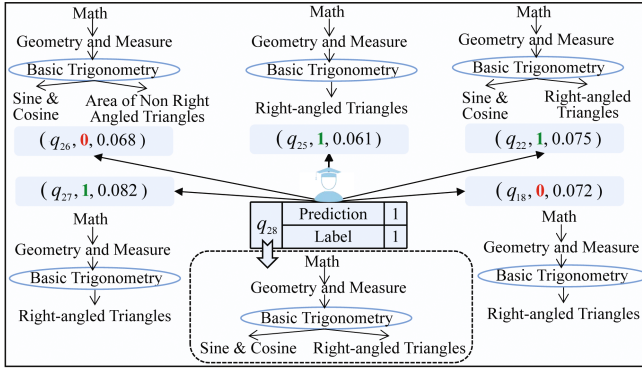 Math
Geometry and Measure
Basic Trigonometry
Sine &
Cosine
Area of Non Right
Angled Triangles
( q26 , 0, 0.068 )
Math
Geometry and Measure
Basic Trigonometry
Right-angled Triangles
( q25 , 1, 0.061 )
Math
Geometry and Measure
Basic Trigonometry
Sine &
Cosine
Right-angled
Triangles
( q22 , 1, 0.075 )
( q27 , 1, 0.082 )
Math
Geometry and Measure
Basic Trigonometry
Right-angled Triangles
q28
Prediction 1
Label 1
Math
Geometry and Measure
Basic Trigonometry
Sine & Cosine
Right-angled Triangles
( q18 , 0, 0.072 )
Math
Geometry and Measure
Basic Trigonometry
Right-angled Triangles